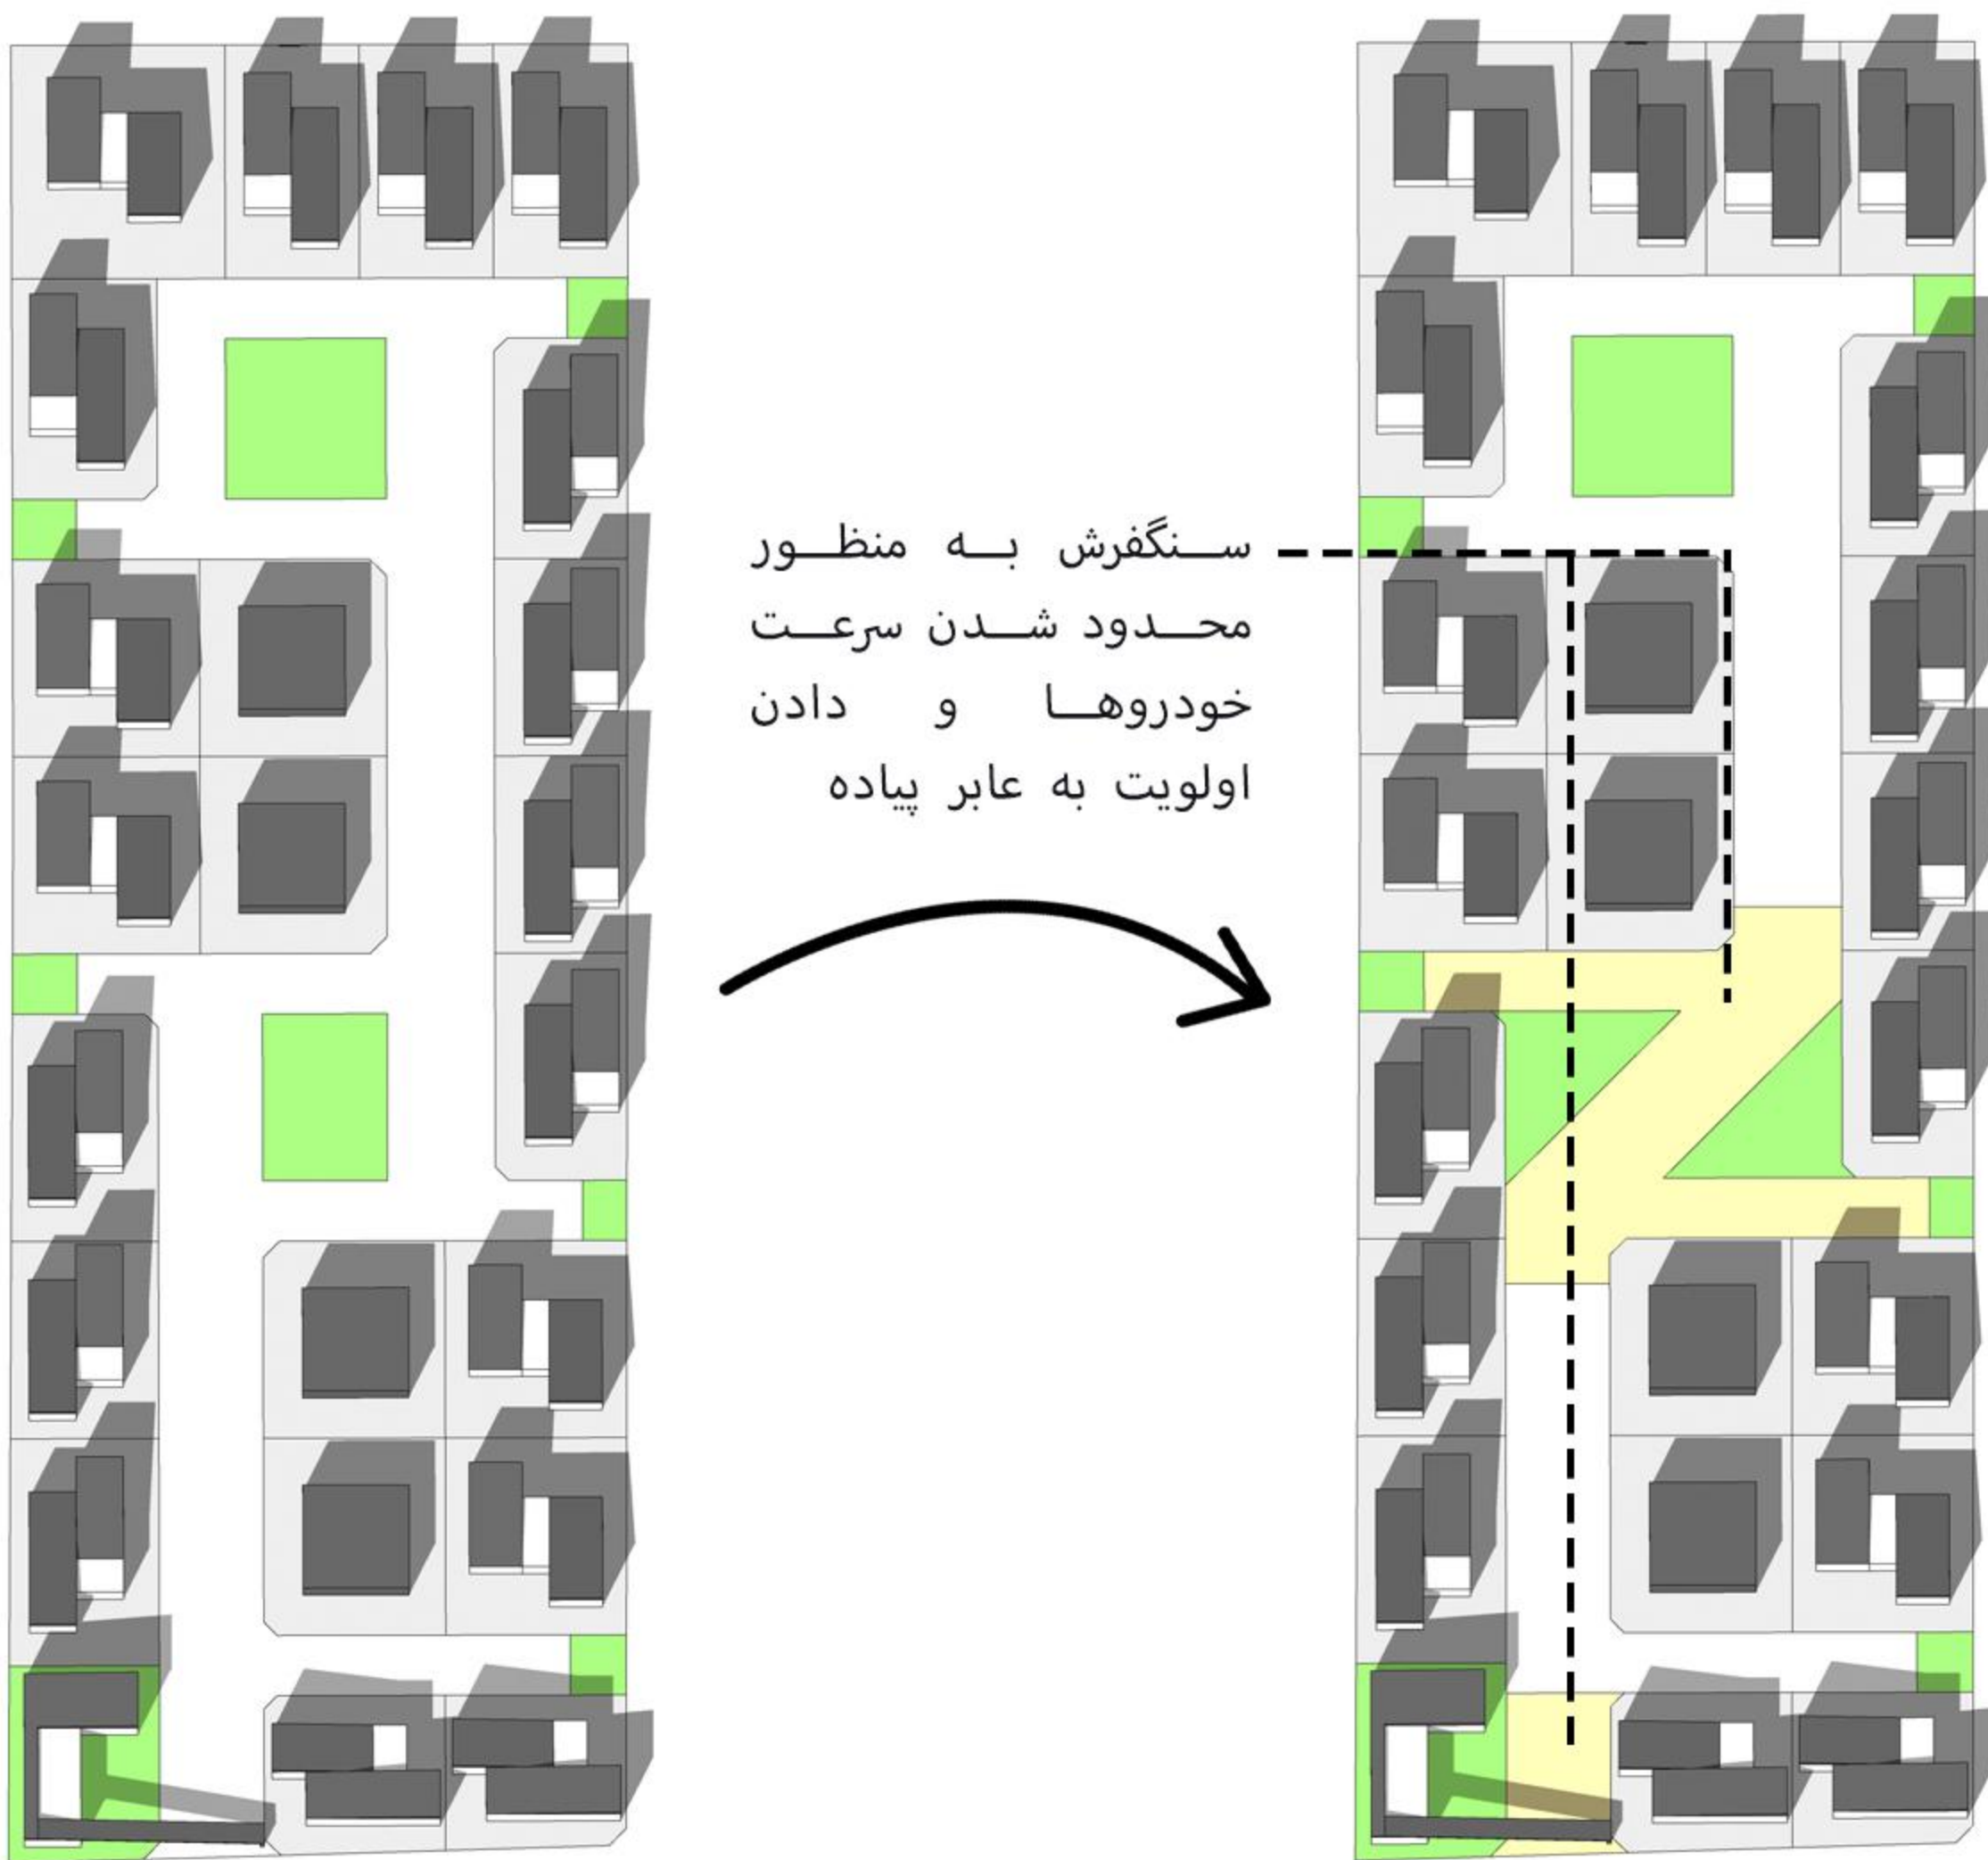 سنگفرش به منظور
محدود شدن سرعت
خودروها و دادن
اولویت به عابر پیاده